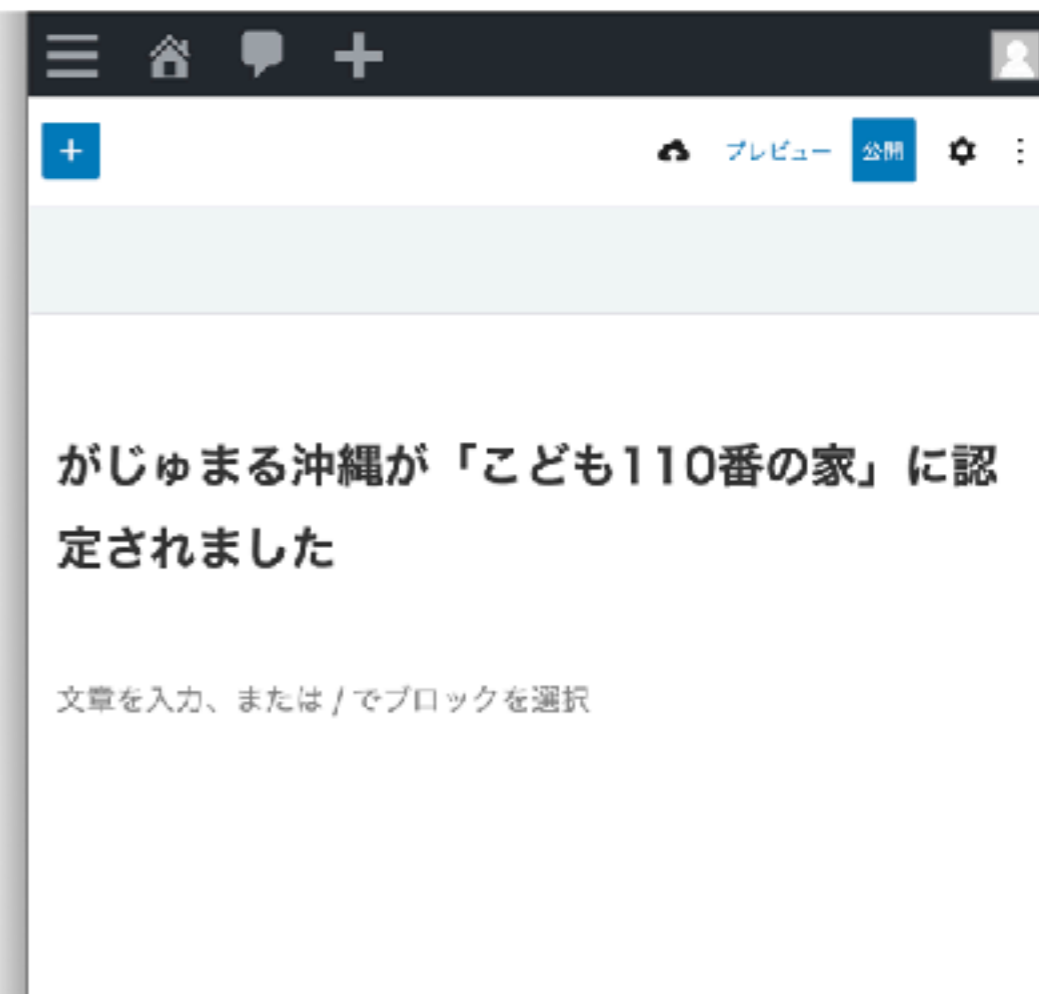 プレビュー 公開
がじゅまる沖縄が「こども110番の家」に認
定されました
文章を入力、または / でブロックを選択